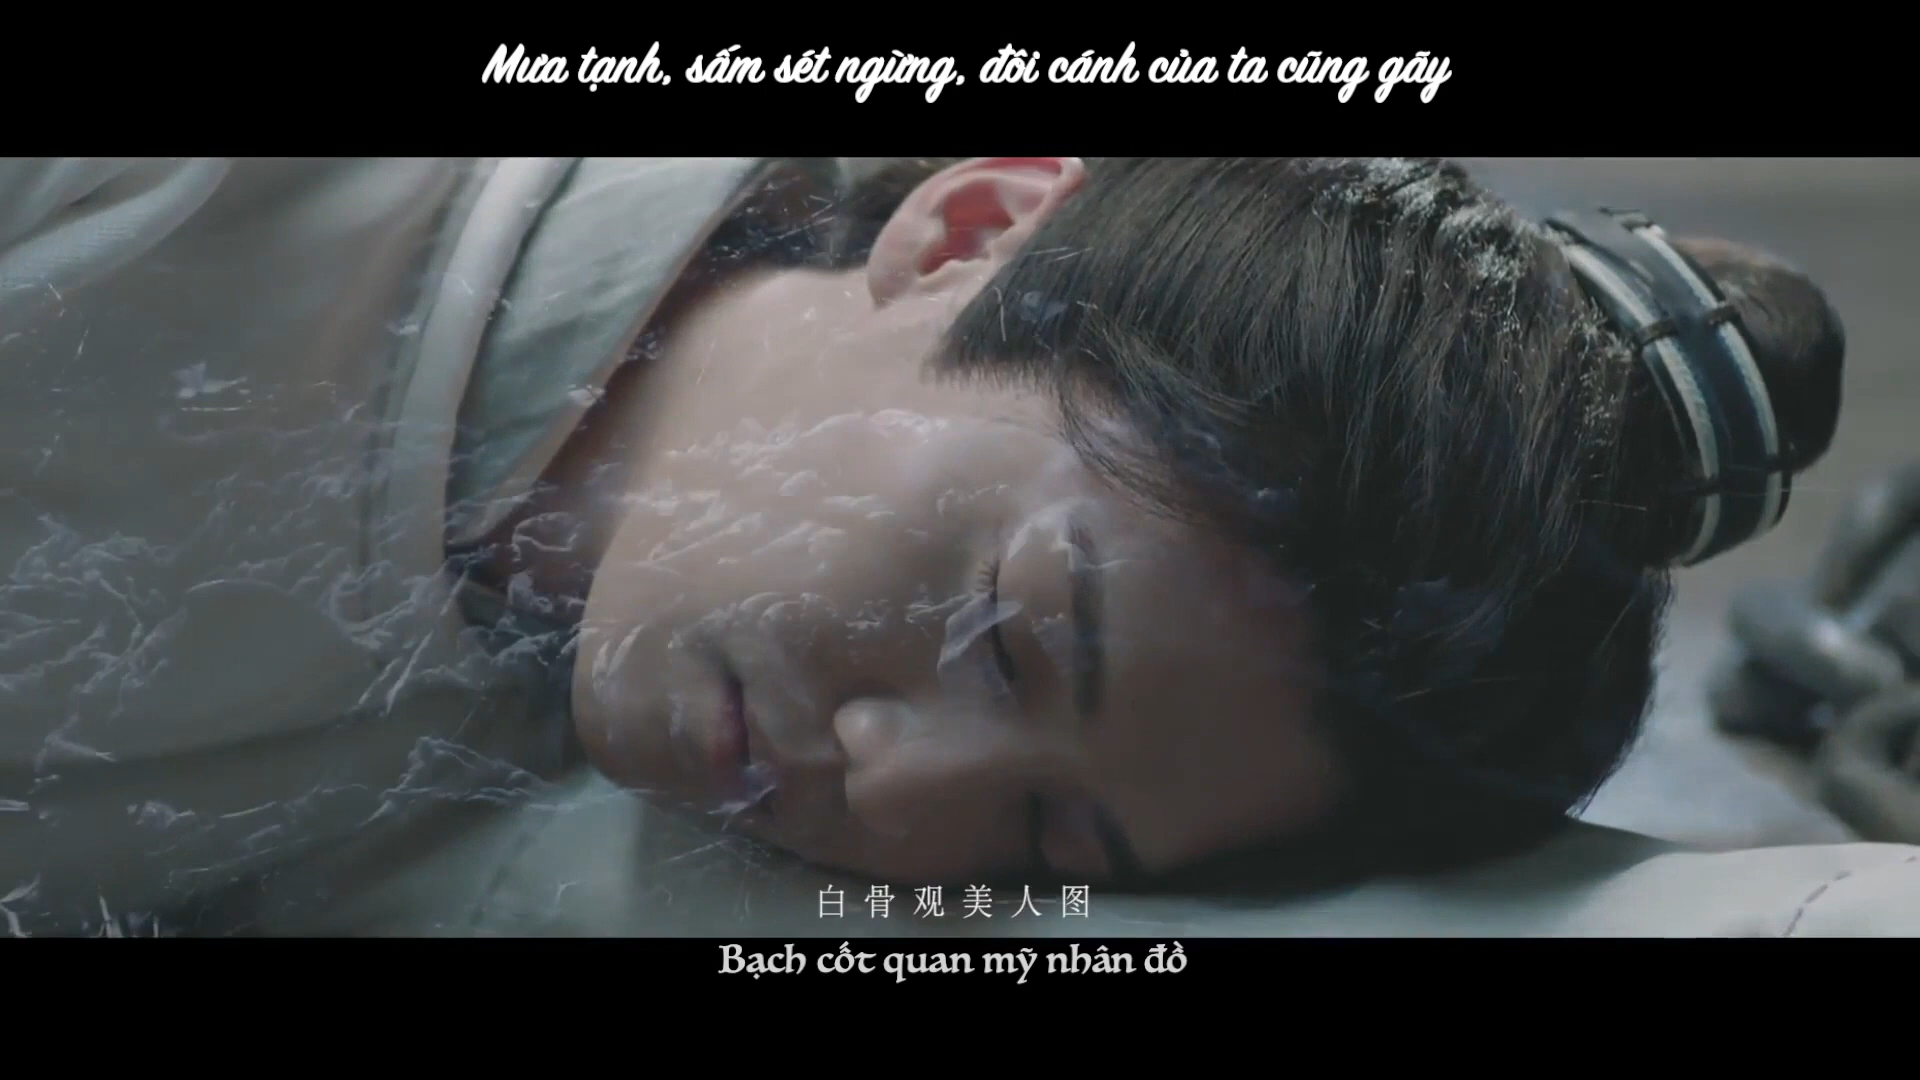 Mưa tạnh, sấm sét ngừng, đôi cánh của ta cũng gãy
白骨观美人图
Bạch cốt quan mỹ nhân đồ